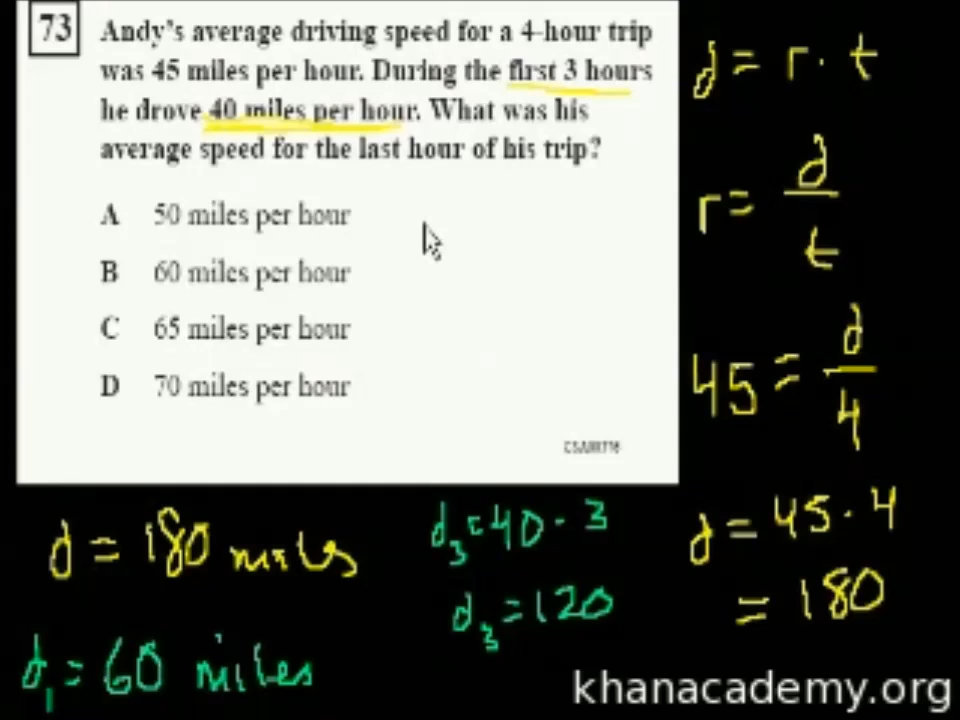 73
Andy's average driving speed for a 4-hour trip
was 45 miles per hour. During the first 3 hours
he drove 40 miles per hour. What was his
average speed for the last hour of his trip?
A 50 miles per hour
B 60 miles per hour
C 65 miles per hour
D 70 miles per hour
d = r · t
r = d / t
45 = d / 4
d = 45 · 4
= 180
d = 180 miles
d₃ = 40 · 3
d₃ = 120
d₁ = 60 miles
khanacademy.org